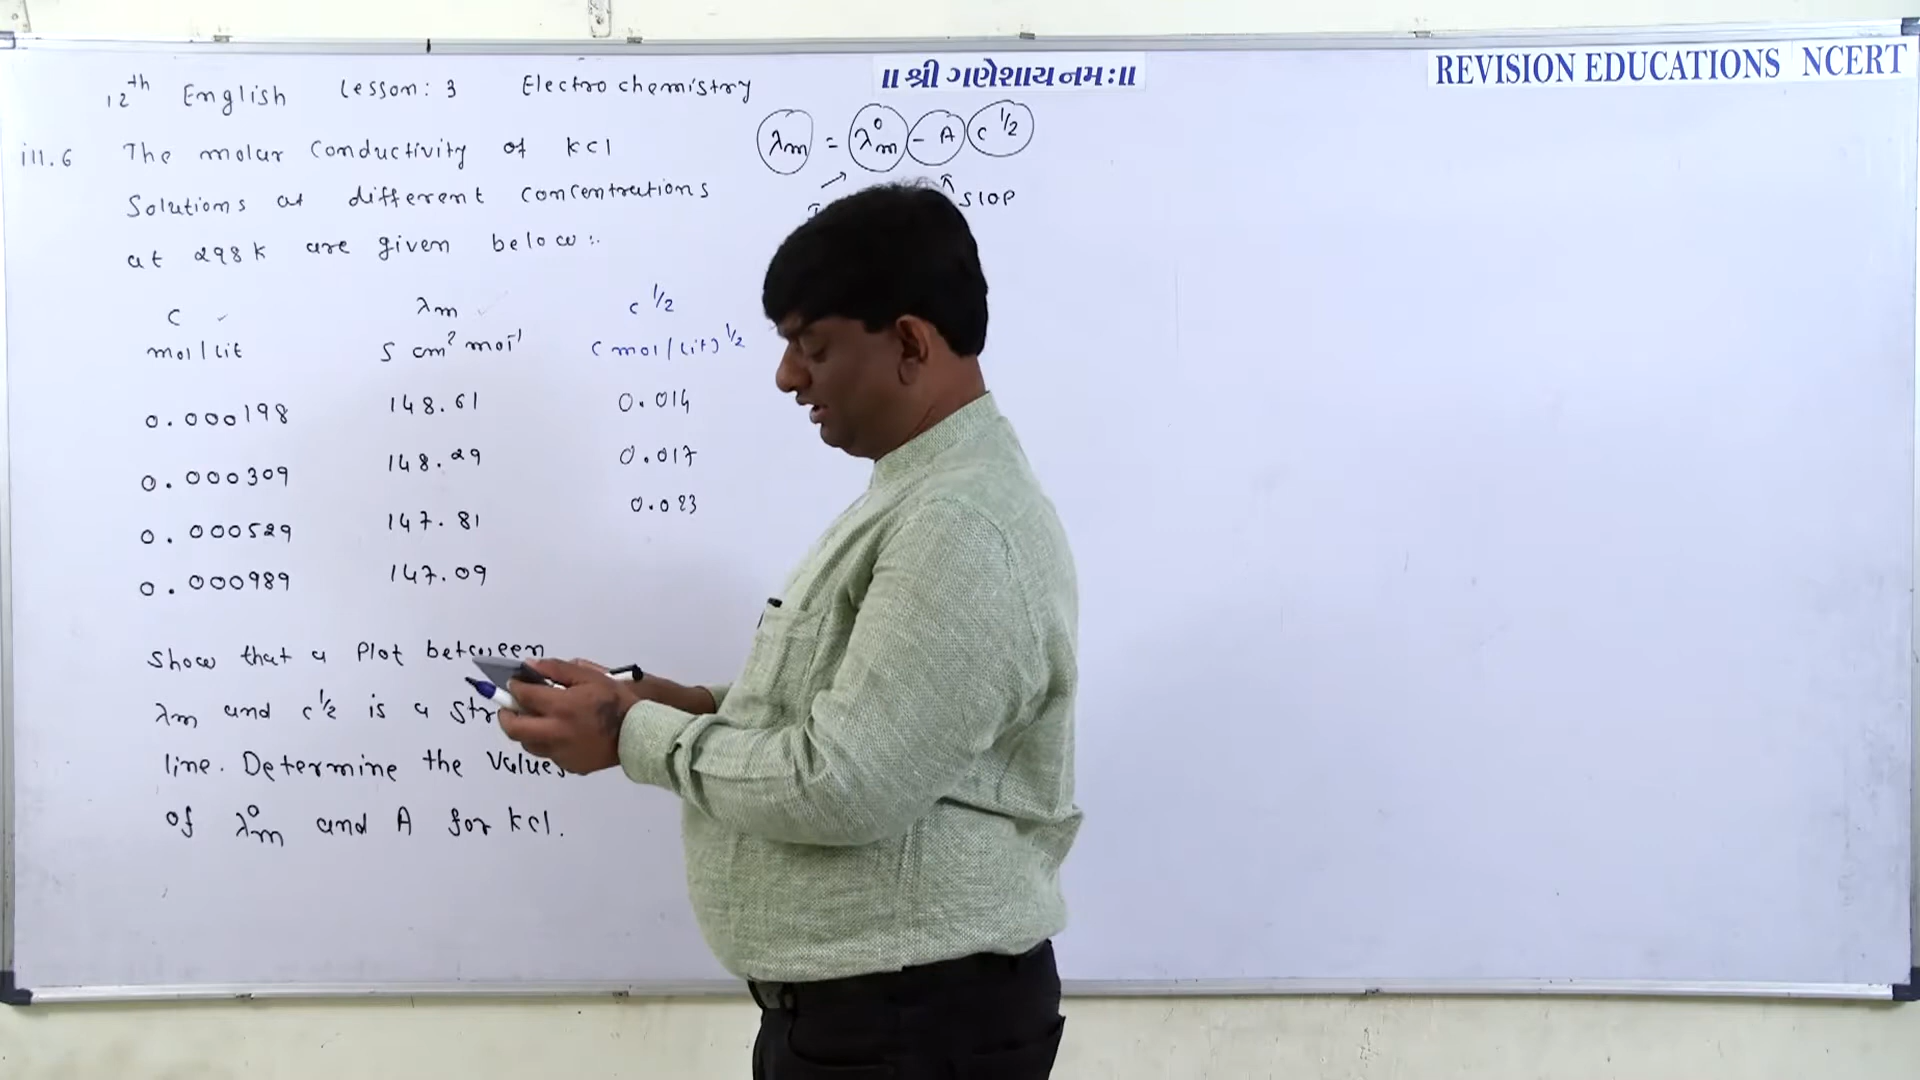 12th English Lesson: 3 Electrochemistry
॥ શ્રી ગણેશાય નમઃ॥
REVISION EDUCATIONS NCERT
λm = λ°m - A c 1/2
slop
ill.6 The molar conductivity of kcl
Solutions at different concentrations
at 298k are given below:.
c λm c 1/2
mol/lit S cm² mol⁻¹ (mol/lit) 1/2
0.000198 148.61 0.014
0.000309 148.29 0.017
0.000529 147.81 0.023
0.000989 147.09
Show that a Plot between
λm and c 1/2 is a
line. Determine the Values
of λ°m and A for kcl.